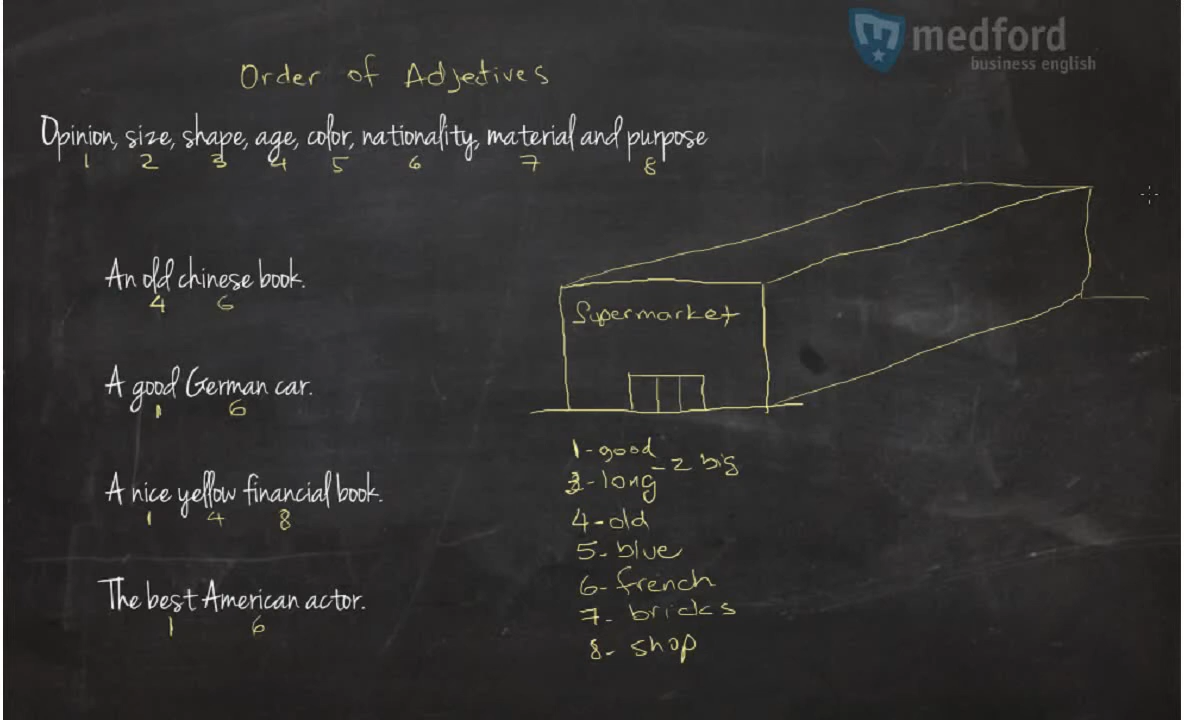 medford
business english
Order of Adjetives
Opinion, size, shape, age, color, nationality, material and purpose
1 2 3 4 5 6 7 8
An old chinese book.
4 6
A good German car.
1 6
A nice yellow financial book.
1 4 8
The best American actor.
1 6
Supermarket
1-good
-2 big
3-long
4-old
5-blue
6-french
7-bricks
8-shop